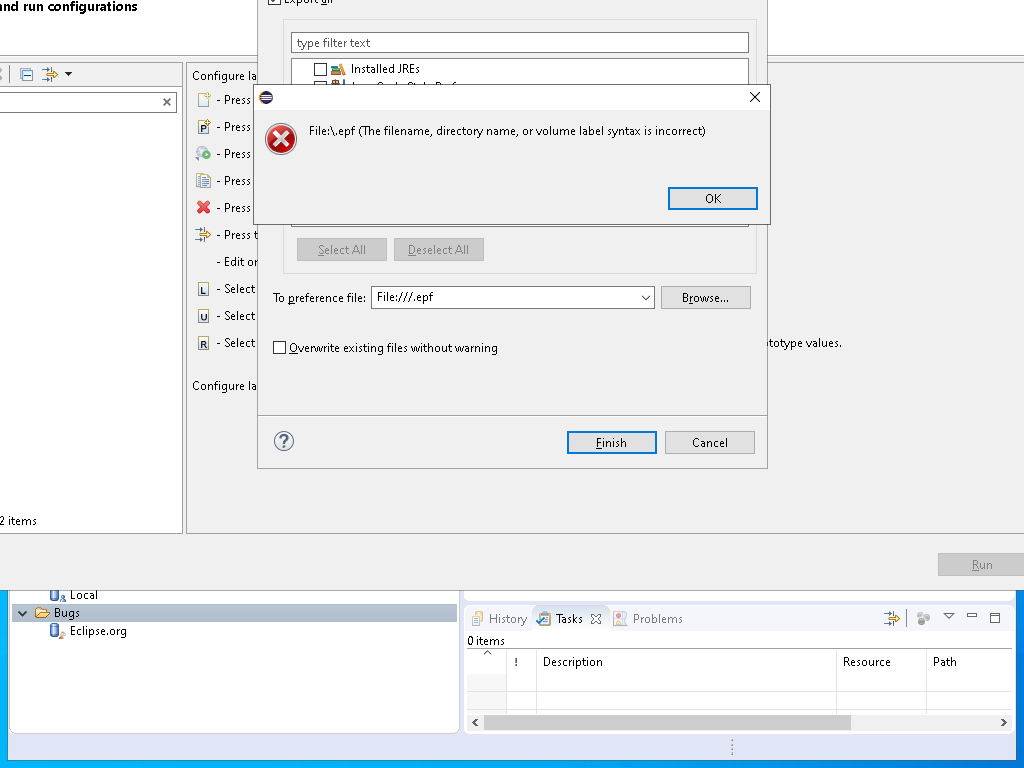 and run configurations
Export all
type filter text
Installed JREs
Configure la
- Press
File:\.epf (The filename, directory name, or volume label syntax is incorrect)
OK
- Press
- Press
- Press
- Press
- Press t
Select All
Deselect All
- Edit or
- Select
To preference file:
File:///.epf
Browse...
- Select
- Select
totype values.
Overwrite existing files without warning
Configure la
Finish
Cancel
2 items
Run
Local
Bugs
Eclipse.org
History
Tasks
Problems
0 items
!
Description
Resource
Path